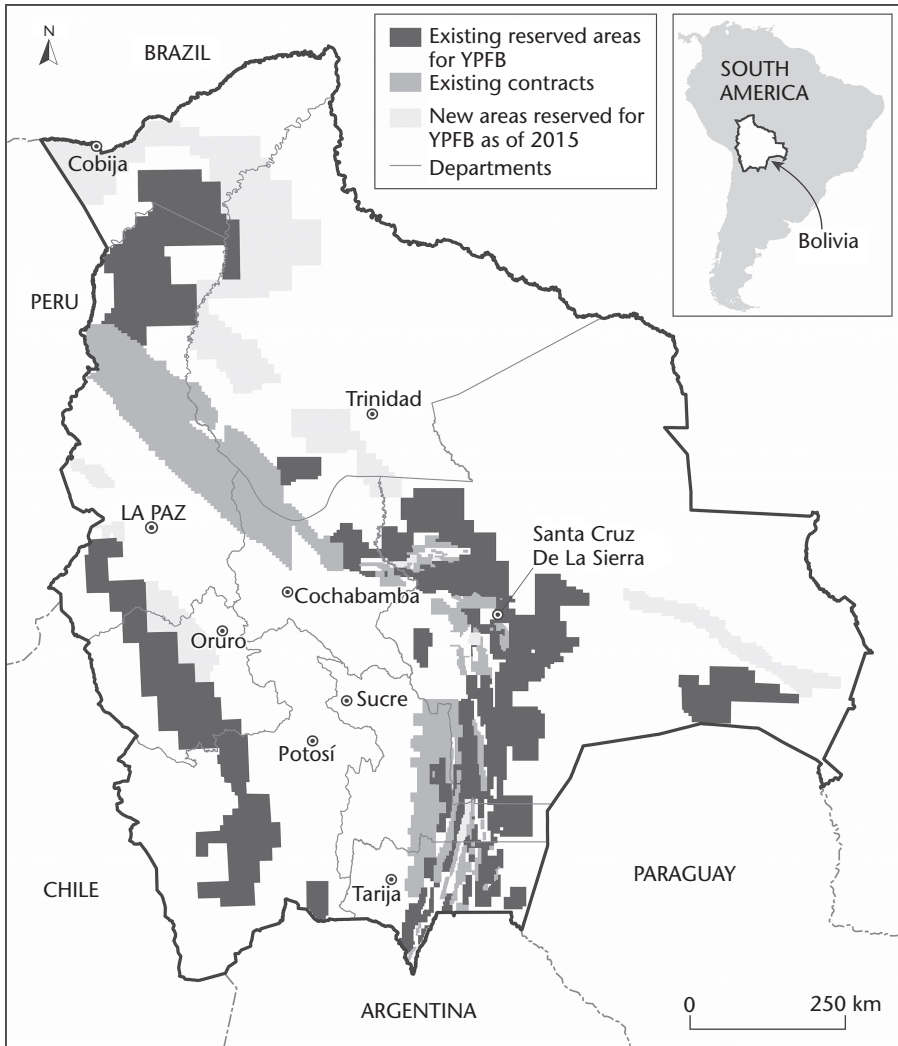 N
BRAZIL
Existing reserved areas
for YPFB
Existing contracts
New areas reserved for
YPFB as of 2015
Departments
SOUTH
AMERICA
Bolivia
Cobija
PERU
Trinidad
LA PAZ
Santa Cruz
De La Sierra
Cochabamba
Oruro
Sucre
Potosí
CHILE
Tarija
PARAGUAY
ARGENTINA
0 250 km